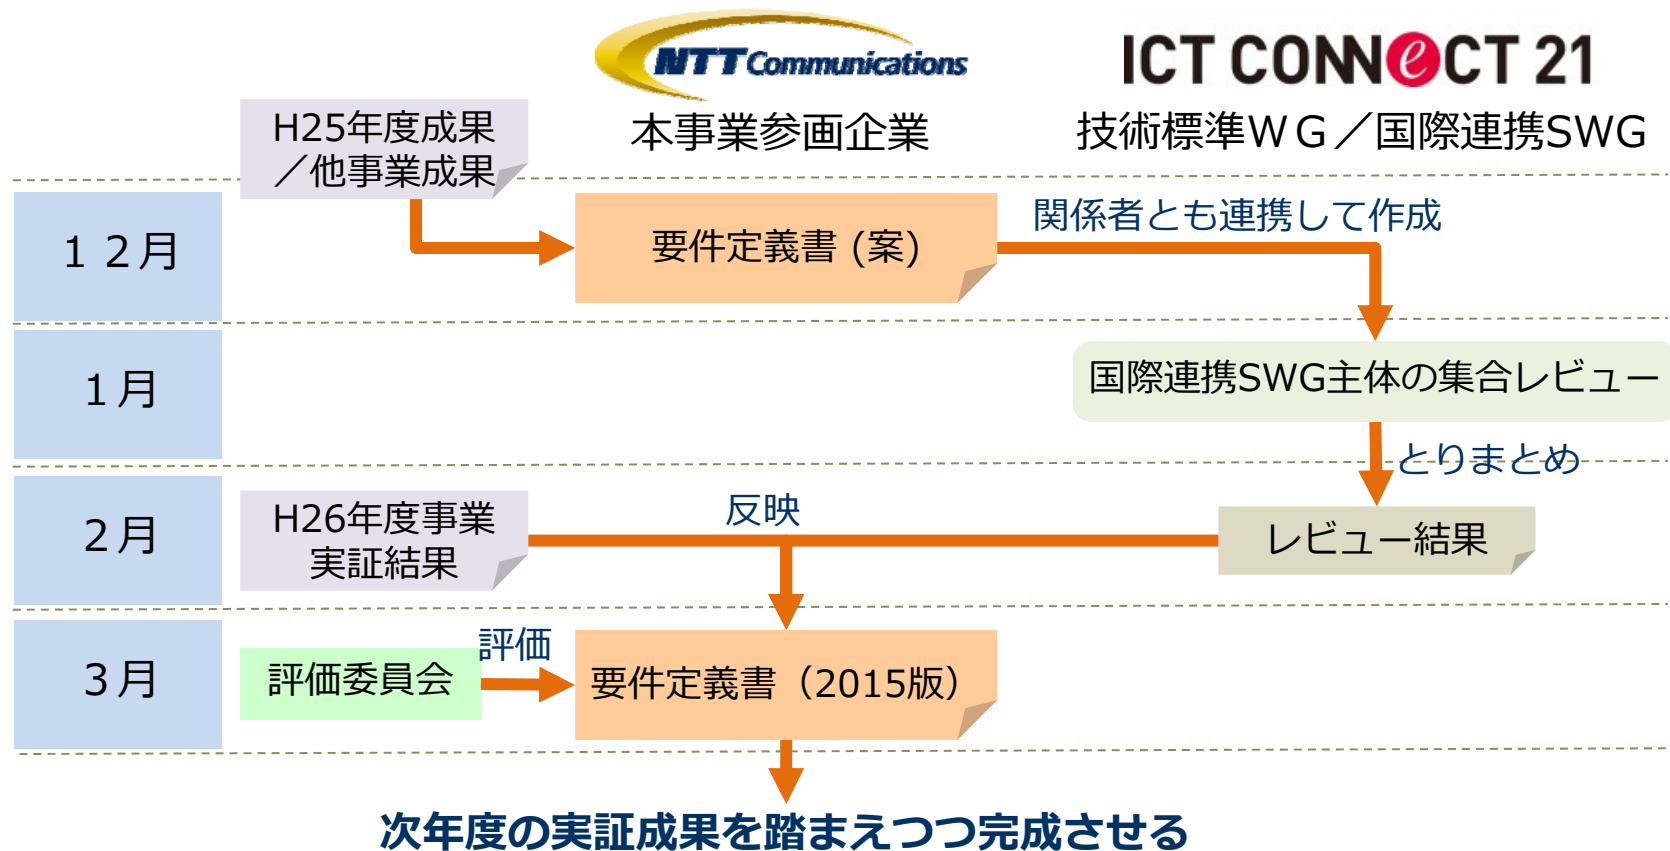 NTT Communications
ICT CONNeCT 21
本事業参画企業
技術標準ＷＧ／国際連携SWG
H25年度成果
／他事業成果
１２月
要件定義書 (案)
関係者とも連携して作成
１月
国際連携SWG主体の集合レビュー
とりまとめ
２月
H26年度事業
実証結果
反映
レビュー結果
３月
評価委員会
評価
要件定義書（2015版）
次年度の実証成果を踏まえつつ完成させる